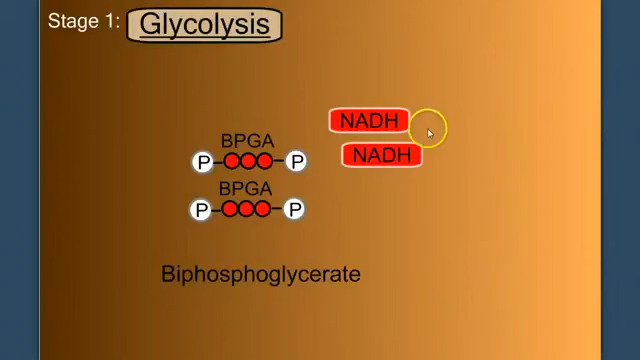 Stage 1: Glycolysis
NADH
BPGA
P P
NADH
BPGA
P P
Biphosphoglycerate